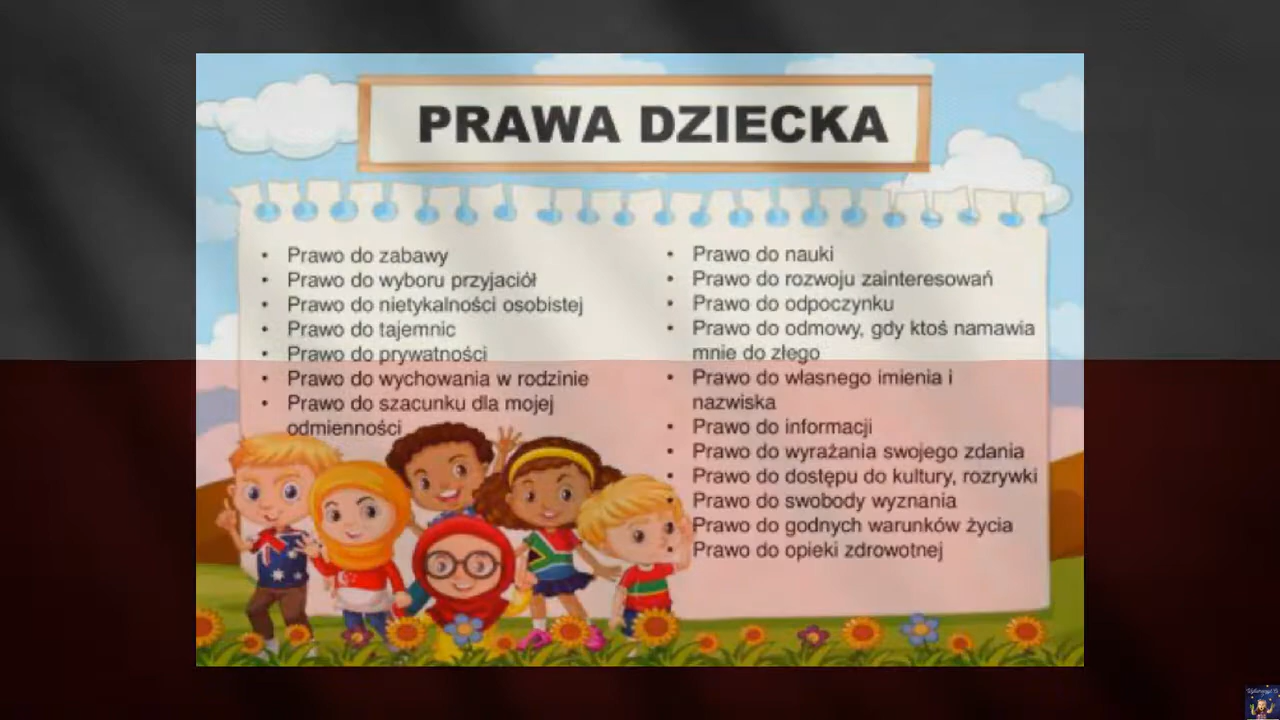 PRAWA DZIECKA
• Prawo do zabawy
• Prawo do wyboru przyjaciół
• Prawo do nietykalności osobistej
• Prawo do tajemnic
• Prawo do prywatności
• Prawo do wychowania w rodzinie
• Prawo do szacunku dla mojej
odmienności
• Prawo do nauki
• Prawo do rozwoju zainteresowań
• Prawo do odpoczynku
• Prawo do odmowy, gdy ktoś namawia
mnie do złego
• Prawo do własnego imienia i
nazwiska
• Prawo do informacji
• Prawo do wyrażania swojego zdania
• Prawo do dostępu do kultury, rozrywki
• Prawo do swobody wyznania
• Prawo do godnych warunków życia
• Prawo do opieki zdrowotnej